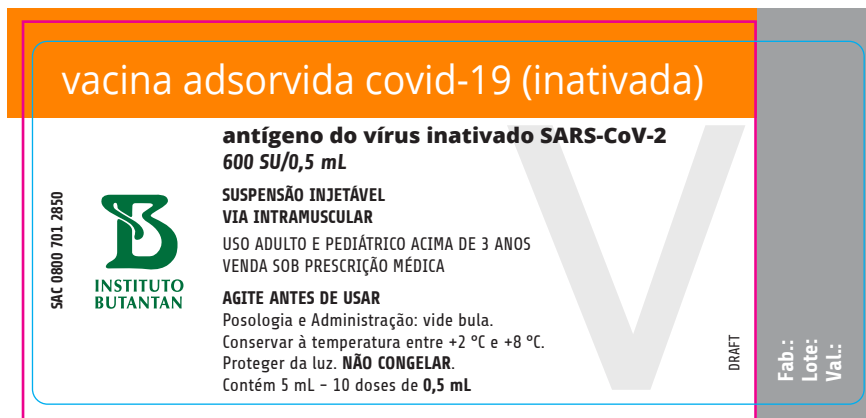 vacina adsorvida covid-19 (inativada)
antígeno do vírus inativado SARS-CoV-2
600 SU/0,5 mL
SUSPENSÃO INJETÁVEL
VIA INTRAMUSCULAR
USO ADULTO E PEDIÁTRICO ACIMA DE 3 ANOS
VENDA SOB PRESCRIÇÃO MÉDICA
AGITE ANTES DE USAR
Posologia e Administração: vide bula.
Conservar à temperatura entre +2 °C e +8 °C.
Proteger da luz. NÃO CONGELAR.
Contém 5 mL - 10 doses de 0,5 mL
SAC 0800 701 2850
INSTITUTO
BUTANTAN
V
DRAFT
Fab.:
Lote:
Val.: